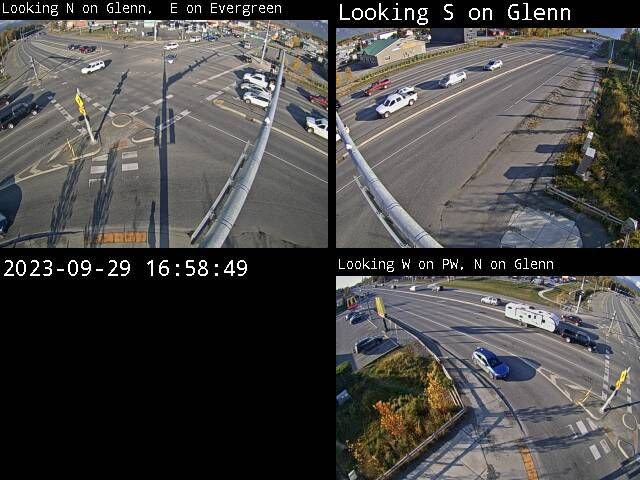 Looking N on Glenn, E on Evergreen
Looking S on Glenn
2023-09-29 16:58:49
Looking W on PW, N on Glenn